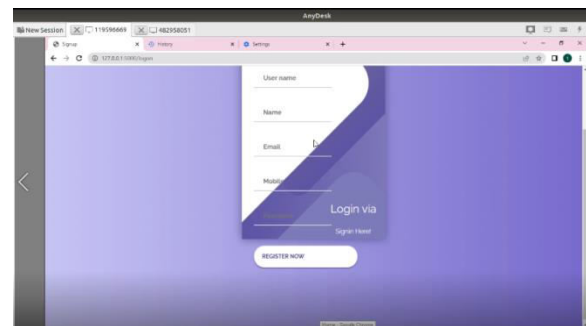 AnyDesk
New Session
119596669
482958051
Signup
history
Settings
User name
Name
Email
Mobile
Login via
Signin Here!
REGISTER NOW